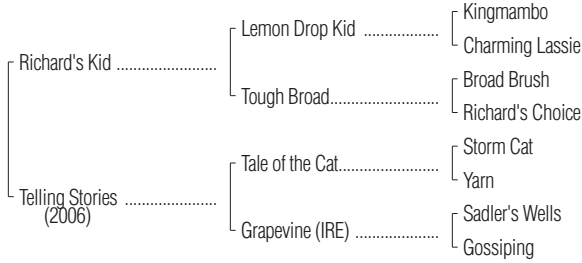 Kingmambo
Lemon Drop Kid ..................
Charming Lassie
Richard's Kid ........................
Broad Brush
Tough Broad..........................
Richard's Choice
Storm Cat
Tale of the Cat........................
Yarn
Telling Stories ......................
(2006)
Sadler's Wells
Grapevine (IRE) ....................
Gossiping